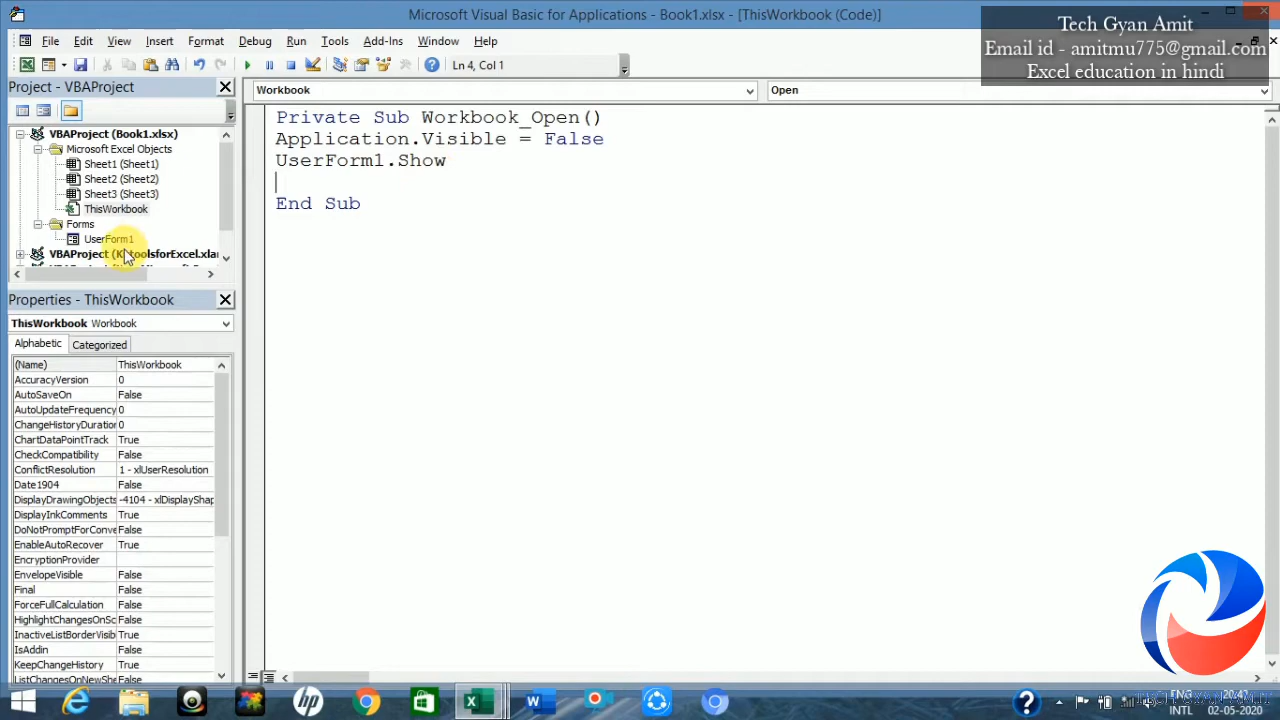 Microsoft Visual Basic for Applications - Book1.xlsx - [ThisWorkbook (Code)]
Tech Gyan Amit
Email id - amitmu775@gmail.com
Excel education in hindi
File Edit View Insert Format Debug Run Tools Add-Ins Window Help
Ln 4, Col 1
Project - VBAProject
Workbook Open
VBAProject (Book1.xlsx)
Microsoft Excel Objects
Sheet1 (Sheet1)
Sheet2 (Sheet2)
Sheet3 (Sheet3)
ThisWorkbook
Forms
UserForm1
Private Sub Workbook_Open()
Application.Visible = False
UserForm1.Show
End Sub
Properties - ThisWorkbook
ThisWorkbook Workbook
Alphabetic Categorized
(Name) ThisWorkbook
AccuracyVersion 0
AutoSaveOn False
AutoUpdateFrequency 0
ChangeHistoryDuration 0
ChartDataPointTrack True
CheckCompatibility False
ConflictResolution 1 - xlUserResolution
Date1904 False
DisplayDrawingObjects -4104 - xlDisplayShap
DisplayInkComments True
DoNotPromptForConve False
EnableAutoRecover True
EncryptionProvider
EnvelopeVisible False
Final False
ForceFullCalculation False
HighlightChangesOnSc False
InactiveListBorderVisib True
IsAddin False
KeepChangeHistory True
ListChangesOnNewShe False
ENG 20:47
INTL 02-05-2020